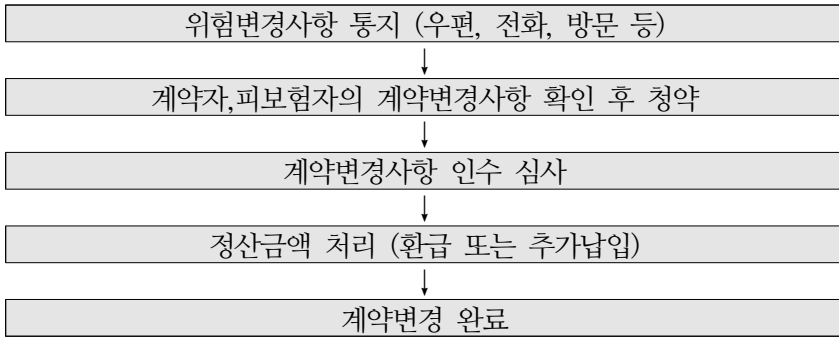 위험변경사항 통지 (우편, 전화, 방문 등)
계약자,피보험자의 계약변경사항 확인 후 청약
계약변경사항 인수 심사
정산금액 처리 (환급 또는 추가납입)
계약변경 완료